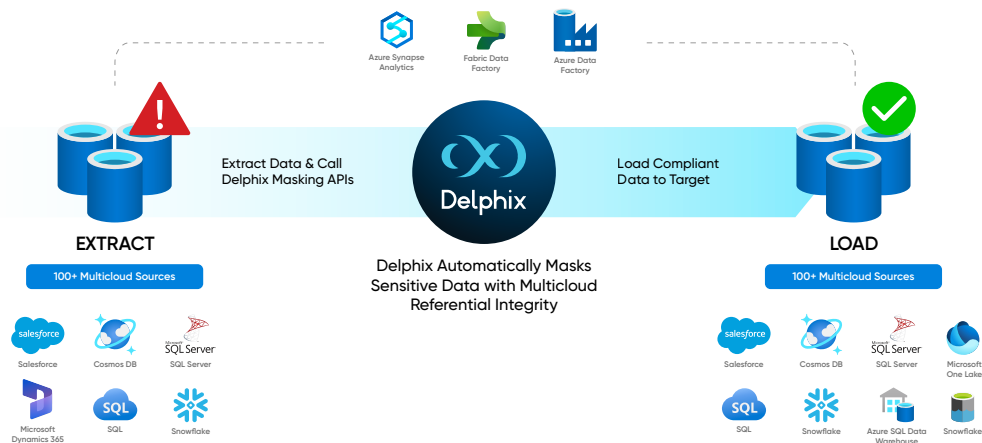 Azure Synapse
Analytics
Fabric Data
Factory
Azure Data
Factory
!
Extract Data & Call
Delphix Masking APIs
Delphix
Load Compliant
Data to Target
EXTRACT
100+ Multicloud Sources
Delphix Automatically Masks
Sensitive Data with Multicloud
Referential Integrity
LOAD
100+ Multicloud Sources
salesforce
Salesforce
Cosmos DB
Microsoft
SQL Server
SQL Server
Microsoft
Dynamics 365
SQL
SQL
Snowflake
salesforce
Salesforce
Cosmos DB
Microsoft
SQL Server
SQL Server
Microsoft
One Lake
SQL
SQL
Snowflake
Azure SQL Data
Warehouse
Snowflake